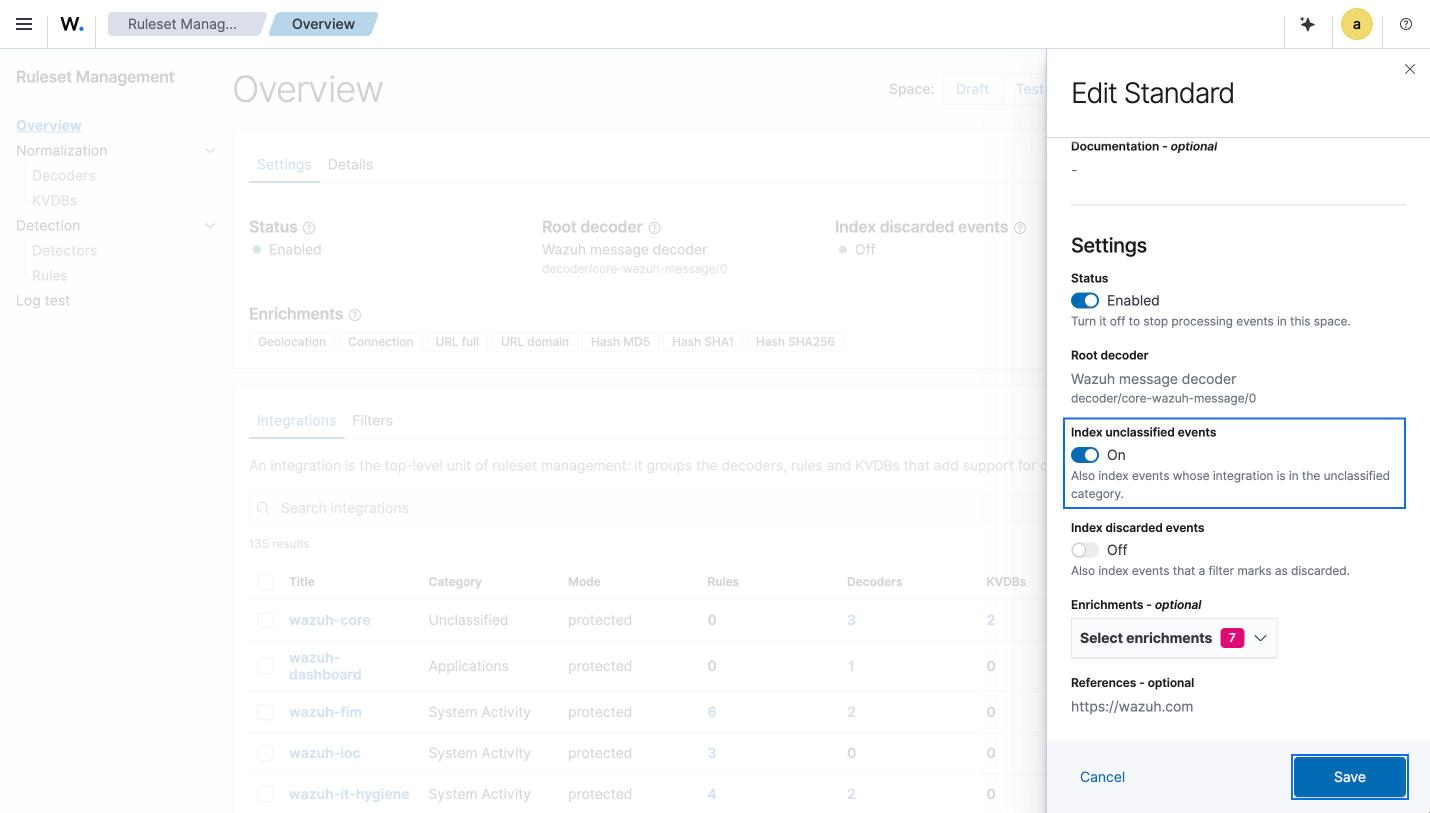 W.
Ruleset Manag...
Overview
a
Ruleset Management
Overview
Normalization
Decoders
KVDBs
Detection
Detectors
Rules
Log test
Overview
Space:
Draft
Test
Settings
Details
Status
Enabled
Root decoder
Wazuh message decoder
decoder/core-wazuh-message/0
Index discarded events
Off
Enrichments
Geolocation
Connection
URL full
URL domain
Hash MD5
Hash SHA1
Hash SHA256
Integrations
Filters
An integration is the top-level unit of ruleset management: it groups the decoders, rules and KVDBs that add support for
Search integrations
135 results
Title Category Mode Rules Decoders KVDBs
wazuh-core Unclassified protected 0 3 2
wazuh-
dashboard Applications protected 0 1 0
wazuh-fim System Activity protected 6 2 0
wazuh-ioc System Activity protected 3 0 0
wazuh-it-hygiene System Activity protected 4 2 0
Edit Standard
Documentation - optional
-
Settings
Status
Enabled
Turn it off to stop processing events in this space.
Root decoder
Wazuh message decoder
decoder/core-wazuh-message/0
Index unclassified events
On
Also index events whose integration is in the unclassified
category.
Index discarded events
Off
Also index events that a filter marks as discarded.
Enrichments - optional
Select enrichments 7
References - optional
https://wazuh.com
Cancel
Save